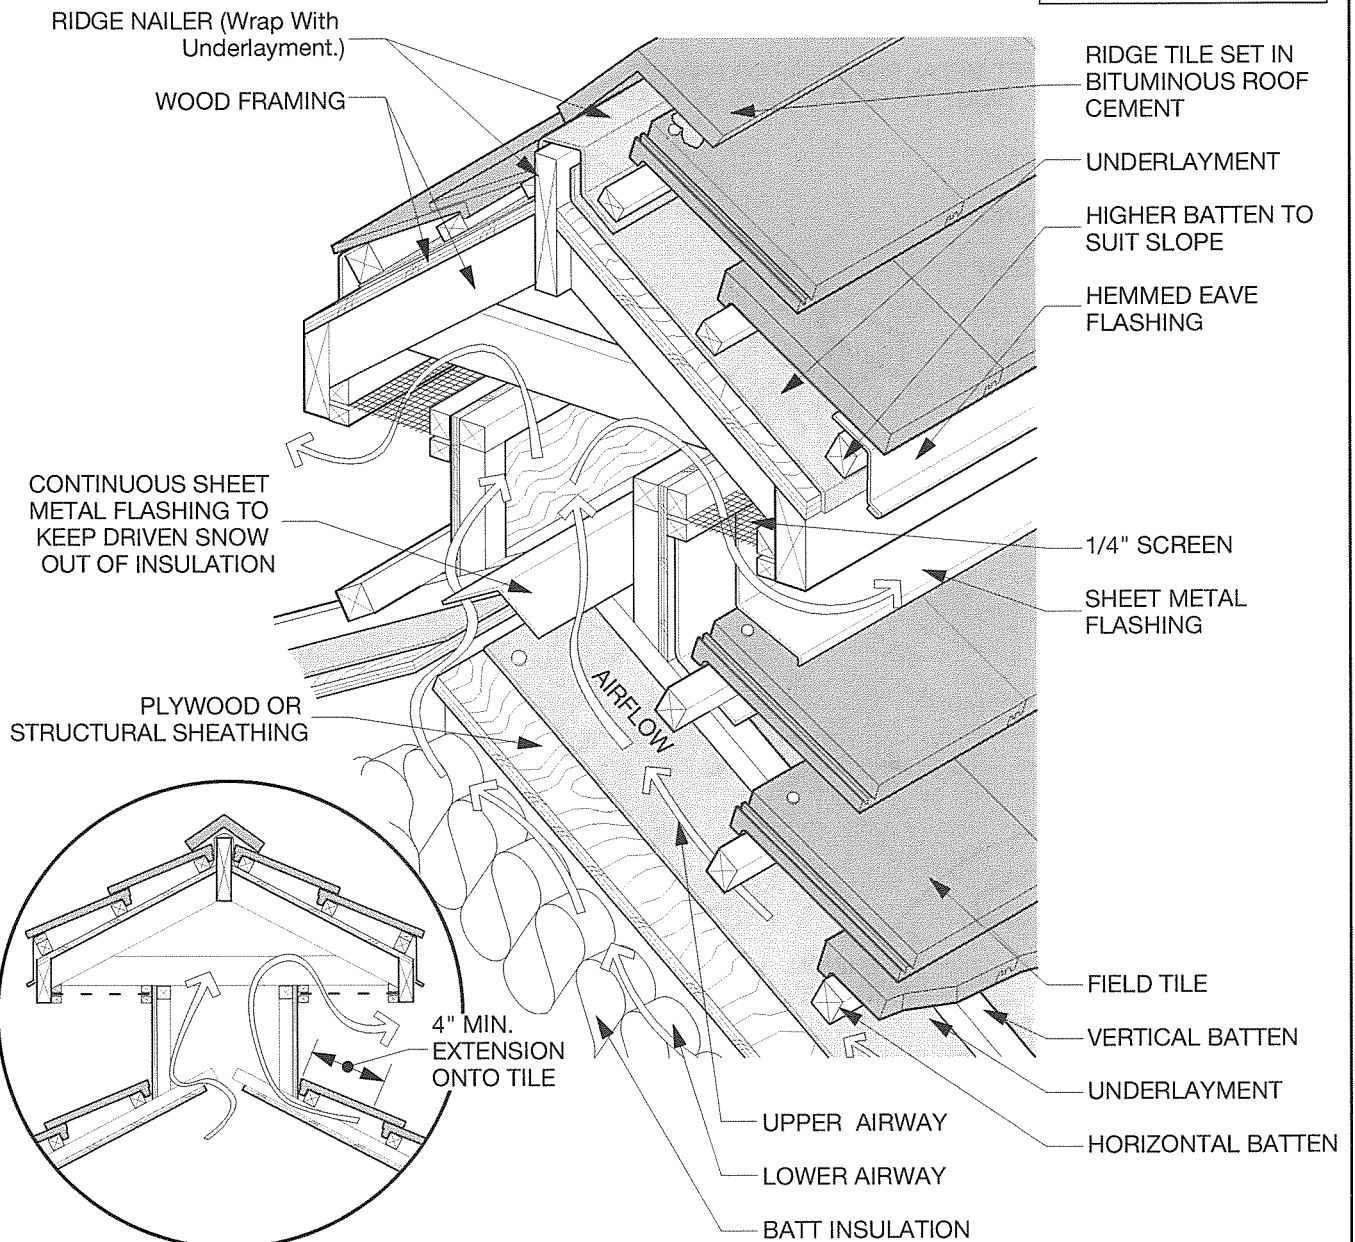 RIDGE NAILER (Wrap With
Underlayment.)
WOOD FRAMING
CONTINUOUS SHEET
METAL FLASHING TO
KEEP DRIVEN SNOW
OUT OF INSULATION
PLYWOOD OR
STRUCTURAL SHEATHING
RIDGE TILE SET IN
BITUMINOUS ROOF
CEMENT
UNDERLAYMENT
HIGHER BATTEN TO
SUIT SLOPE
HEMMED EAVE
FLASHING
1/4" SCREEN
SHEET METAL
FLASHING
AIRFLOW
4" MIN.
EXTENSION
ONTO TILE
FIELD TILE
VERTICAL BATTEN
UNDERLAYMENT
HORIZONTAL BATTEN
UPPER AIRWAY
LOWER AIRWAY
BATT INSULATION